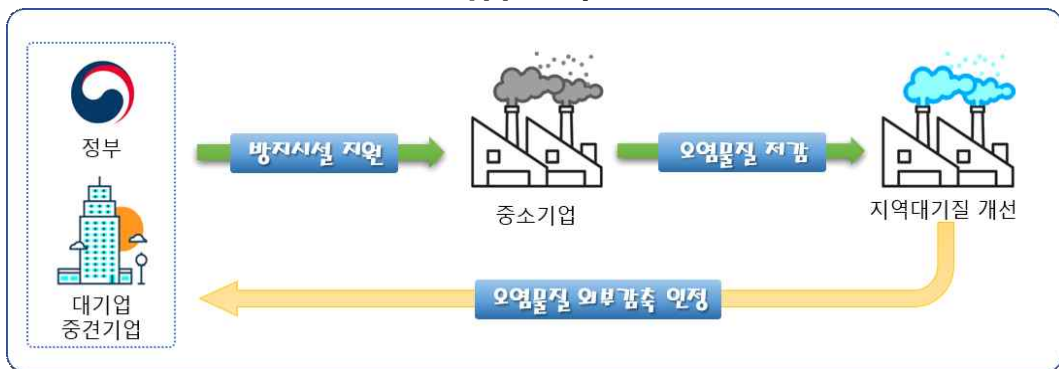 정부
방지시설 지원
오염물질 저감
중소기업
지역대기질 개선
대기업
중견기업
오염물질 외부감축 인정